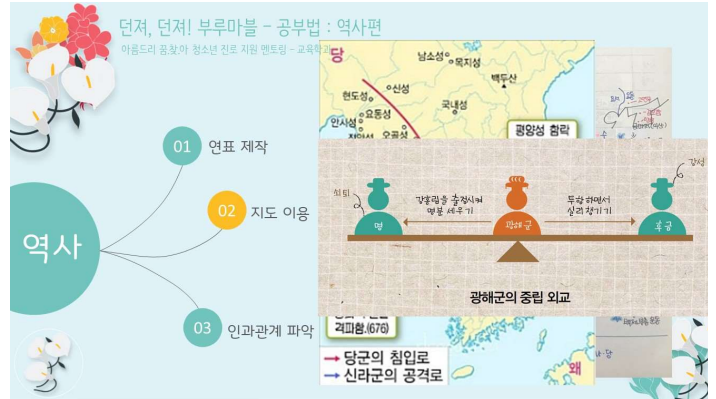 던져, 던져! 부루마블 - 공부법 : 역사편
아름드리 꿈,찾;아 청소년 진로 지원 멘토링 - 교육학과
역사
01 연표 제작
02 지도 이용
03 인과관계 파악
당
남소성 목저성
백두산
현도성 신성
요동성
국내성
안시성
오골성
평양성 함락
쇠퇴
강성
강홍립을 출정시켜
명분 세우기
투항하면서
실리 챙기기
명
광해군
후금
광해군의 중립 외교
격파함.(676)
→ 당군의 침입로
→ 신라군의 공격로
왜